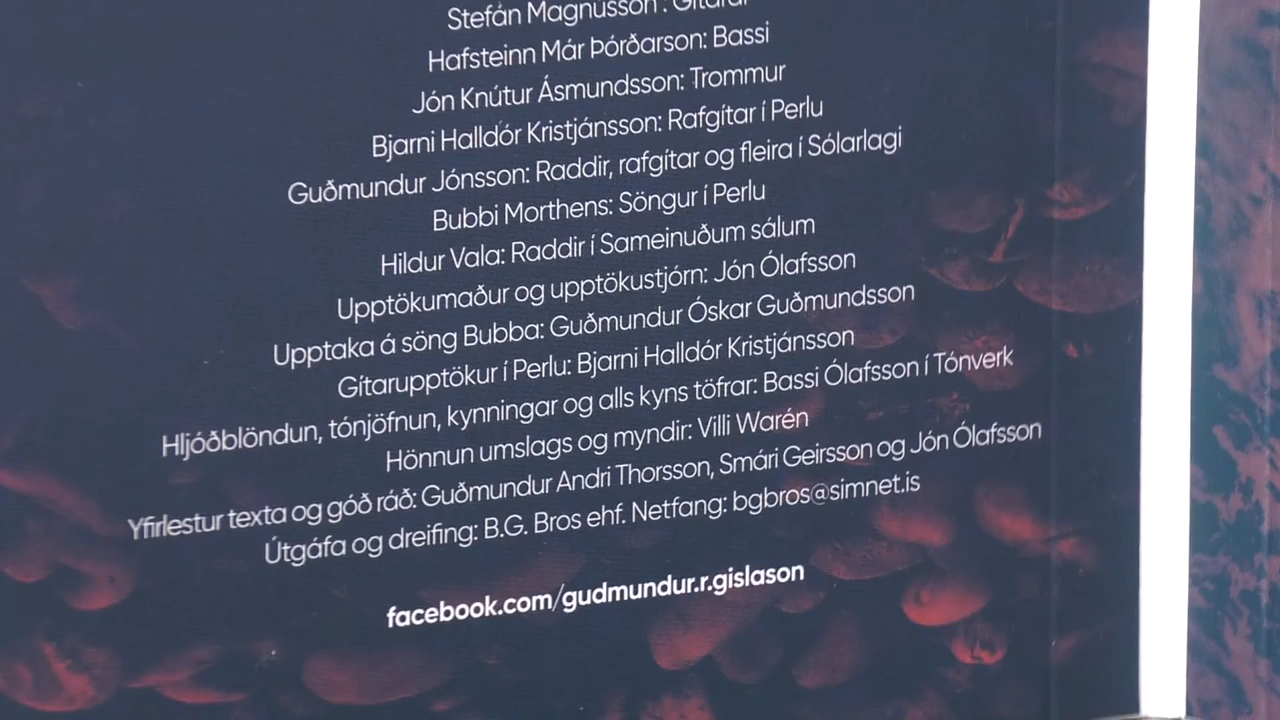 Stefán Magnússon : Gítarar
Hafsteinn Már Þórðarson: Bassi
Jón Knútur Ásmundsson: Trommur
Bjarni Halldór Kristjánsson: Rafgítar í Perlu
Guðmundur Jónsson: Raddir, rafgítar og fleira í Sólarlagi
Bubbi Morthens: Söngur í Perlu
Hildur Vala: Raddir í Sameinuðum sálum
Upptökumaður og upptökustjórn: Jón Ólafsson
Upptaka á söng Bubba: Guðmundur Óskar Guðmundsson
Gítarupptökur í Perlu: Bjarni Halldór Kristjánsson
Hljóðblöndun, tónjöfnun, kynningar og alls kyns töfrar: Bassi Ólafsson í Tónverk
Hönnun umslags og myndir: Villi Warén
Yfirlestur texta og góð ráð: Guðmundur Andri Thorsson, Smári Geirsson og Jón Ólafsson
Útgáfa og dreifing: B.G. Bros ehf. Netfang: bgbros@simnet.is
facebook.com/gudmundur.r.gislason